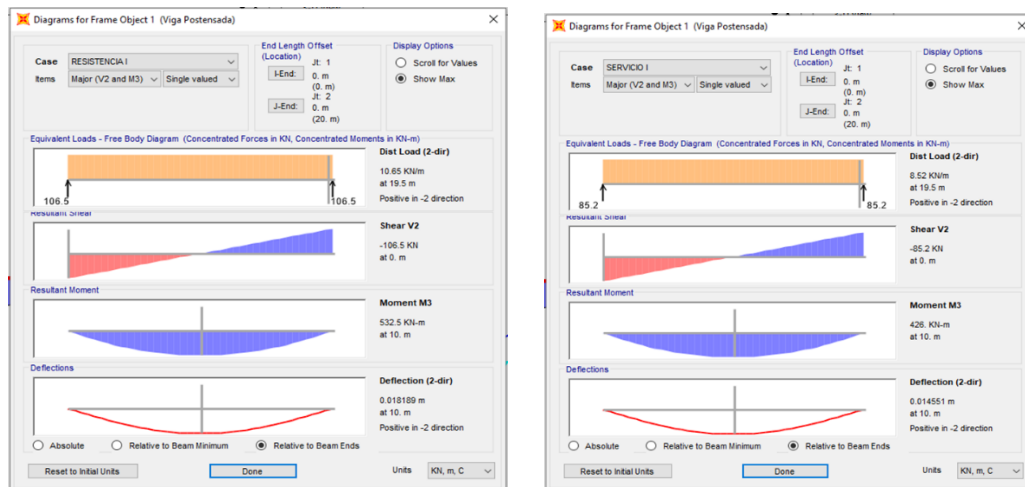 Diagrams for Frame Object 1 (Viga Postensada)
Case RESISTENCIA I
Items Major (V2 and M3) Single valued
End Length Offset
(Location)
I-End: Jt: 1
0. m
(0. m)
J-End: Jt: 2
0. m
(20. m)
Display Options
Scroll for Values
Show Max
Equivalent Loads - Free Body Diagram (Concentrated Forces in KN, Concentrated Moments in KN-m)
106.5 106.5
Dist Load (2-dir)
10.65 KN/m
at 19.5 m
Positive in -2 direction
Resultant Shear
Shear V2
-106.5 KN
at 0. m
Resultant Moment
Moment M3
532.5 KN-m
at 10. m
Deflections
Deflection (2-dir)
0.018189 m
at 10. m
Positive in -2 direction
Absolute Relative to Beam Minimum Relative to Beam Ends
Reset to Initial Units Done Units KN, m, C
Diagrams for Frame Object 1 (Viga Postensada)
Case SERVICIO I
Items Major (V2 and M3) Single valued
End Length Offset
(Location)
I-End: Jt: 1
0. m
(0. m)
J-End: Jt: 2
0. m
(20. m)
Display Options
Scroll for Values
Show Max
Equivalent Loads - Free Body Diagram (Concentrated Forces in KN, Concentrated Moments in KN-m)
85.2 85.2
Dist Load (2-dir)
8.52 KN/m
at 19.5 m
Positive in -2 direction
Resultant Shear
Shear V2
-85.2 KN
at 0. m
Resultant Moment
Moment M3
426. KN-m
at 10. m
Deflections
Deflection (2-dir)
0.014551 m
at 10. m
Positive in -2 direction
Absolute Relative to Beam Minimum Relative to Beam Ends
Reset to Initial Units Done Units KN, m, C